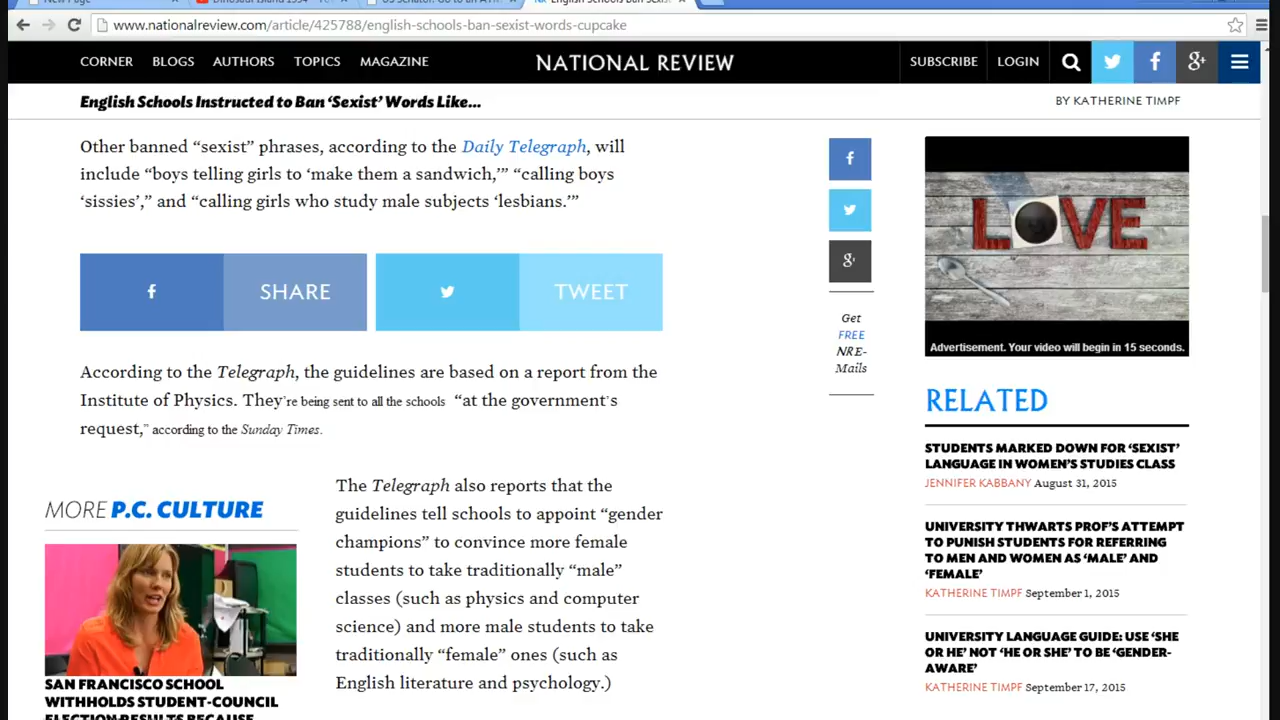 www.nationalreview.com/article/425788/english-schools-ban-sexist-words-cupcake
CORNER BLOGS AUTHORS TOPICS MAGAZINE NATIONAL REVIEW SUBSCRIBE LOGIN
English Schools Instructed to Ban ‘Sexist’ Words Like...
BY KATHERINE TIMPF
Other banned “sexist” phrases, according to the Daily Telegraph, will
include “boys telling girls to ‘make them a sandwich,’” “calling boys
‘sissies’,” and “calling girls who study male subjects ‘lesbians.’”
SHARE TWEET
According to the Telegraph, the guidelines are based on a report from the
Institute of Physics. They’re being sent to all the schools “at the government’s
request,” according to the Sunday Times.
MORE P.C. CULTURE
SAN FRANCISCO SCHOOL
WITHHOLDS STUDENT-COUNCIL
ELECTION RESULTS BECAUSE
The Telegraph also reports that the
guidelines tell schools to appoint “gender
champions” to convince more female
students to take traditionally “male”
classes (such as physics and computer
science) and more male students to take
traditionally “female” ones (such as
English literature and psychology.)
Get
FREE
NR E-
Mails
LOVE
Advertisement. Your video will begin in 15 seconds.
RELATED
STUDENTS MARKED DOWN FOR ‘SEXIST’
LANGUAGE IN WOMEN’S STUDIES CLASS
JENNIFER KABBANY August 31, 2015
UNIVERSITY THWARTS PROF’S ATTEMPT
TO PUNISH STUDENTS FOR REFERRING
TO MEN AND WOMEN AS ‘MALE’ AND
‘FEMALE’
KATHERINE TIMPF September 1, 2015
UNIVERSITY LANGUAGE GUIDE: USE ‘SHE
OR HE’ NOT ‘HE OR SHE’ TO BE ‘GENDER-
AWARE’
KATHERINE TIMPF September 17, 2015